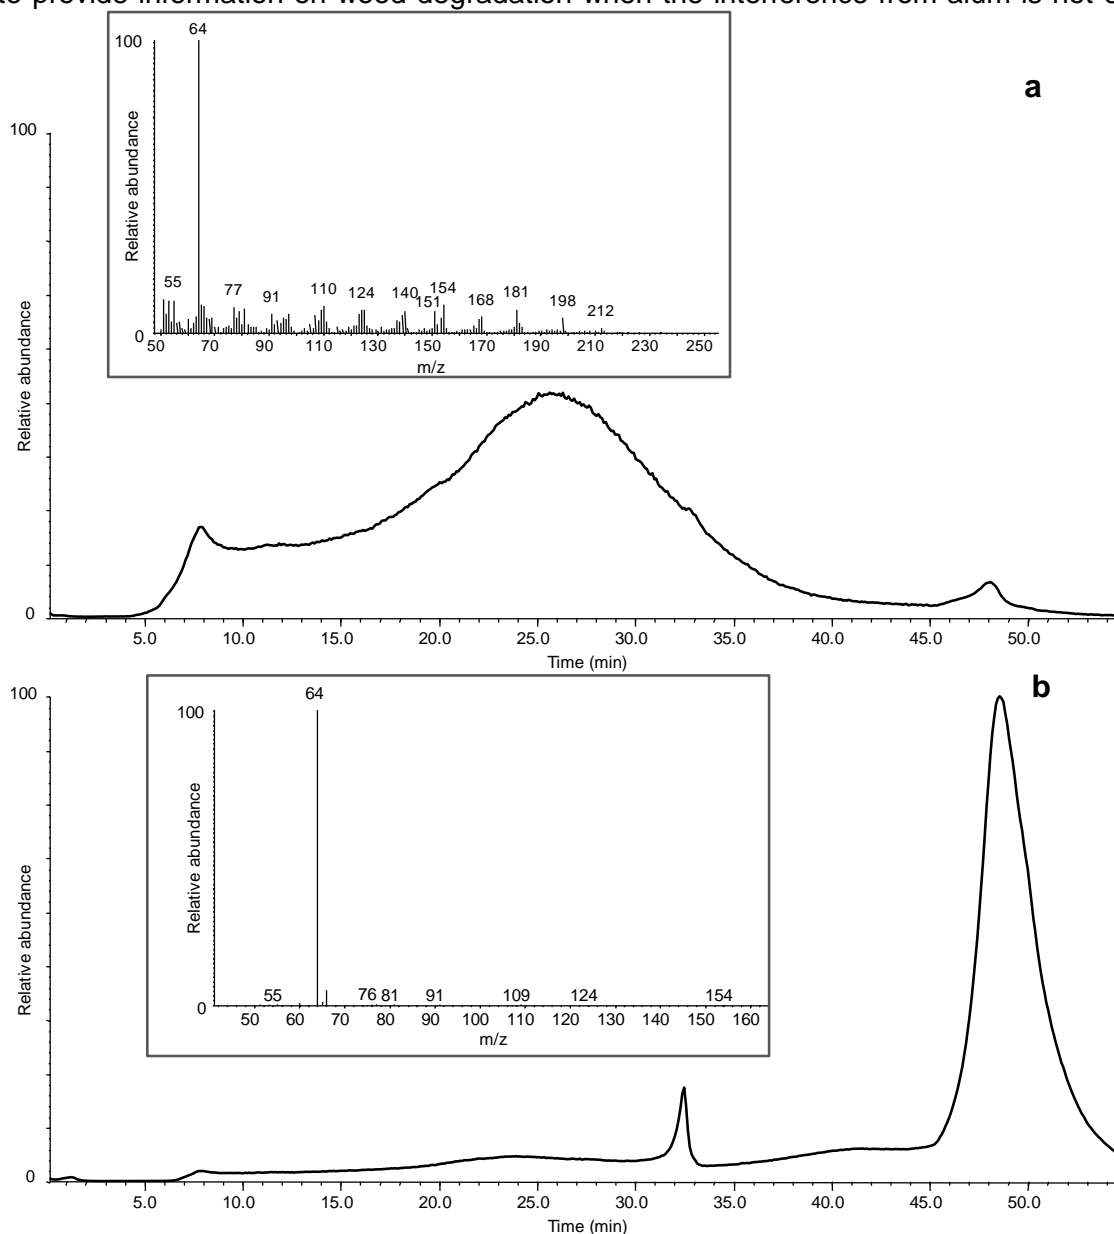 to provide information on wood degradation when the interference from alum is not
a
100
Relative abundance
0
64
100
Relative abundance
0
55
77
91
110
124
140
151
154
168
181
198
212
50 70 90 110 130 150 170 190 210 230 250
m/z
5.0 10.0 15.0 20.0 25.0 30.0 35.0 40.0 45.0 50.0
Time (min)
b
100
Relative abundance
0
64
100
Relative abundance
0
55 76 81 91 109 124 154
50 60 70 80 90 100 110 120 130 140 150 160
m/z
5.0 10.0 15.0 20.0 25.0 30.0 35.0 40.0 45.0 50.0
Time (min)